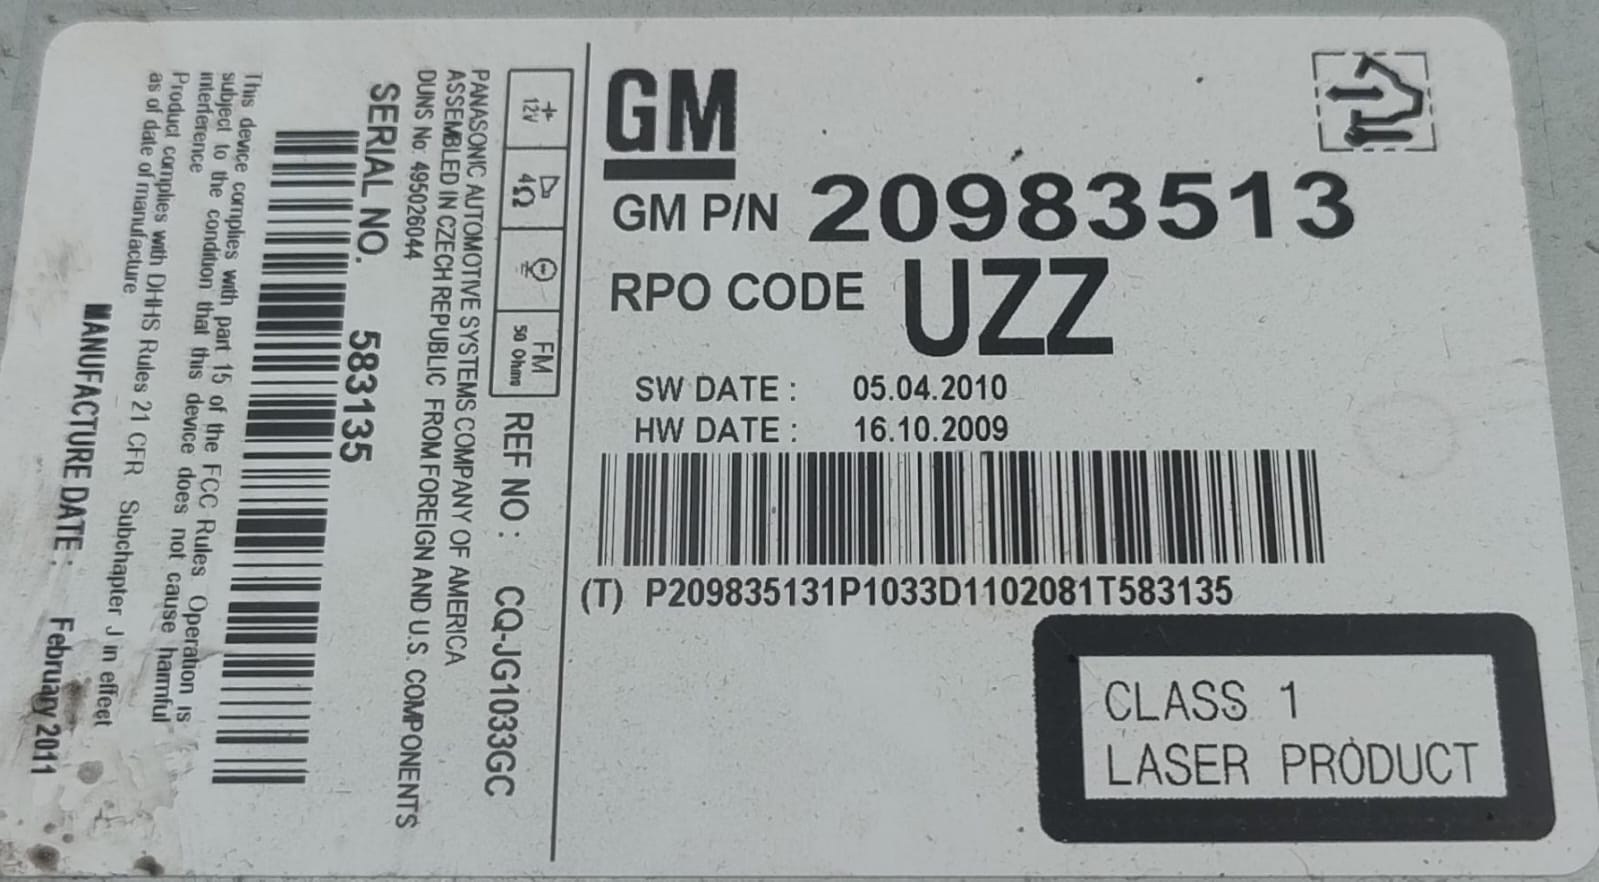 GM
GM P/N 20983513
RPO CODE UZZ
SW DATE : 05.04.2010
HW DATE : 16.10.2009
(T) P209835131P1033D1102081T583135
CLASS 1
LASER PRODUCT
+ 12V 4Ω FM 50 Ohms
REF NO : CQ-JG1033GC
PANASONIC AUTOMOTIVE SYSTEMS COMPANY OF AMERICA
ASSEMBLED IN CZECH REPUBLIC FROM FOREIGN AND U.S. COMPONENTS
DUNS No: 495026044
SERIAL NO. 583135
This device complies with part 15 of the FCC Rules Operation is
subject to the condition that this device does not cause harmful
interference
Product complies with DHHS Rules 21 CFR Subchapter J in effect
as of date of manufacture
MANUFACTURE DATE : February 2011